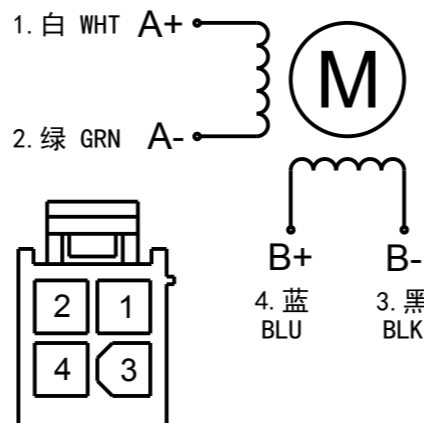 1.白 WHT A+
M
2.绿 GRN A-
B+ B-
4.蓝 3.黑
BLU BLK
2 1
4 3